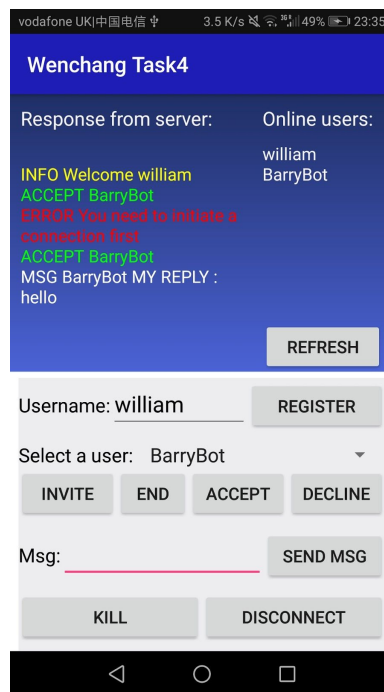 vodafone UK|中国电信 3.5 K/s 49% 23:35
Wenchang Task4
Response from server:
Online users:
william
BarryBot
INFO Welcome william
ACCEPT BarryBot
ERROR You need to initiate a
connection first
ACCEPT BarryBot
MSG BarryBot MY REPLY :
hello
REFRESH
Username: william
REGISTER
Select a user: BarryBot
INVITE END ACCEPT DECLINE
Msg:
SEND MSG
KILL DISCONNECT